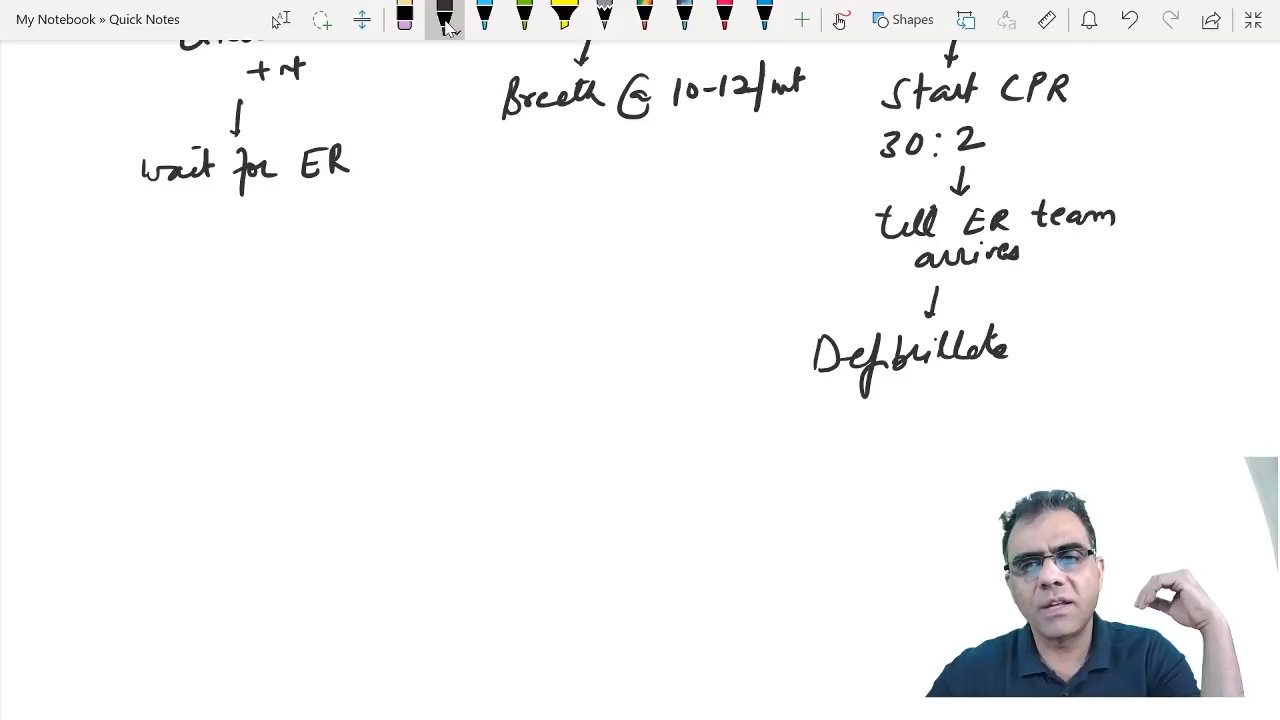 My Notebook » Quick Notes
Shapes
+nt
wait for ER
Breath @ 10-12/mt
Start CPR
30:2
till ER team
arrives
Defibrillate